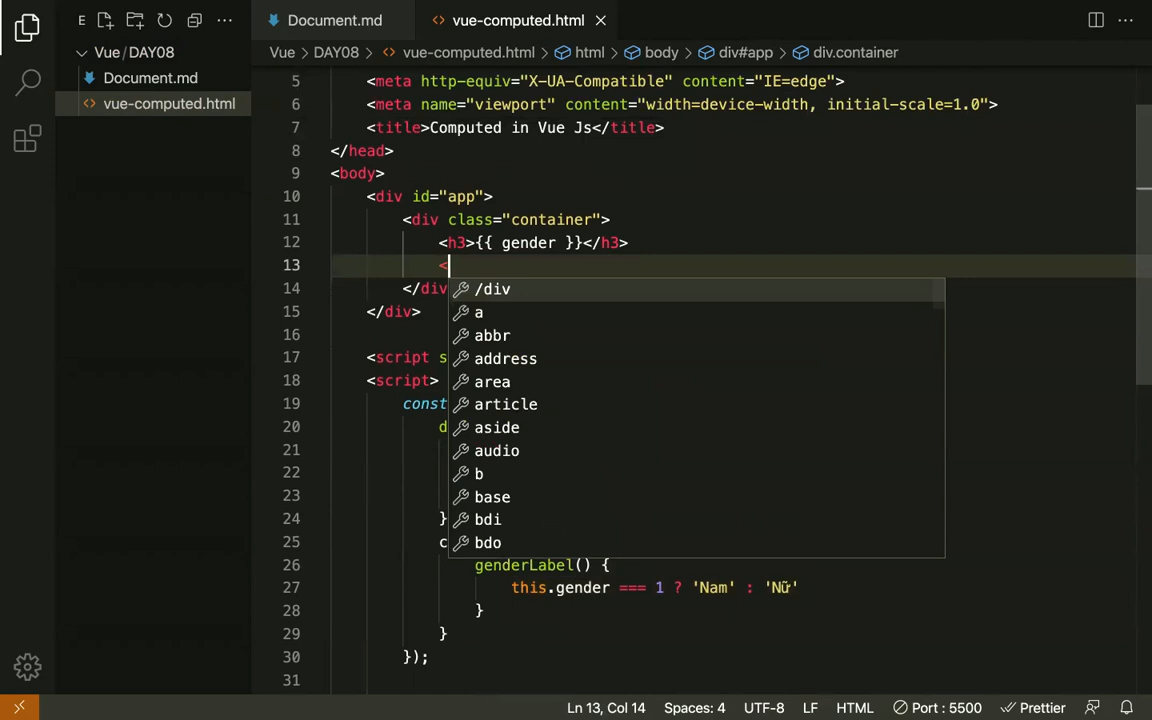 E
Document.md
vue-computed.html
Vue/DAY08
Document.md
vue-computed.html
Vue > DAY08 > vue-computed.html > html > body > div#app > div.container
5 <meta http-equiv="X-UA-Compatible" content="IE=edge">
6 <meta name="viewport" content="width=device-width, initial-scale=1.0">
7 <title>Computed in Vue Js</title>
8 </head>
9 <body>
10 <div id="app">
11 <div class="container">
12 <h3>{{ gender }}</h3>
13 <
14 </div
15 </div>
16
17 <script s
18 <script>
19 const
20 d
21
22
23
24 }
25 c
26 genderLabel() {
27 this.gender === 1 ? 'Nam' : 'Nữ'
28 }
29 }
30 });
31
/div
a
abbr
address
area
article
aside
audio
b
base
bdi
bdo
Ln 13, Col 14 Spaces: 4 UTF-8 LF HTML Port : 5500 Prettier